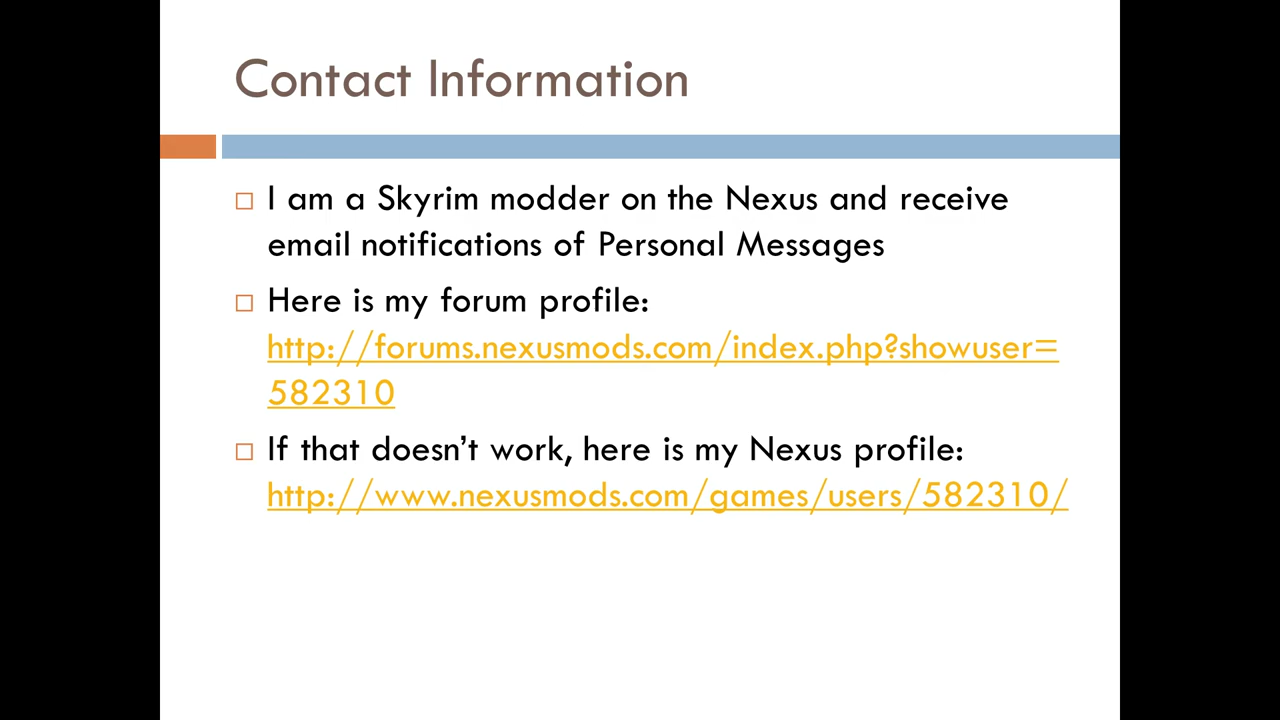 Contact Information
I am a Skyrim modder on the Nexus and receive
email notifications of Personal Messages
Here is my forum profile:
http://forums.nexusmods.com/index.php?showuser=
582310
If that doesn’t work, here is my Nexus profile:
http://www.nexusmods.com/games/users/582310/